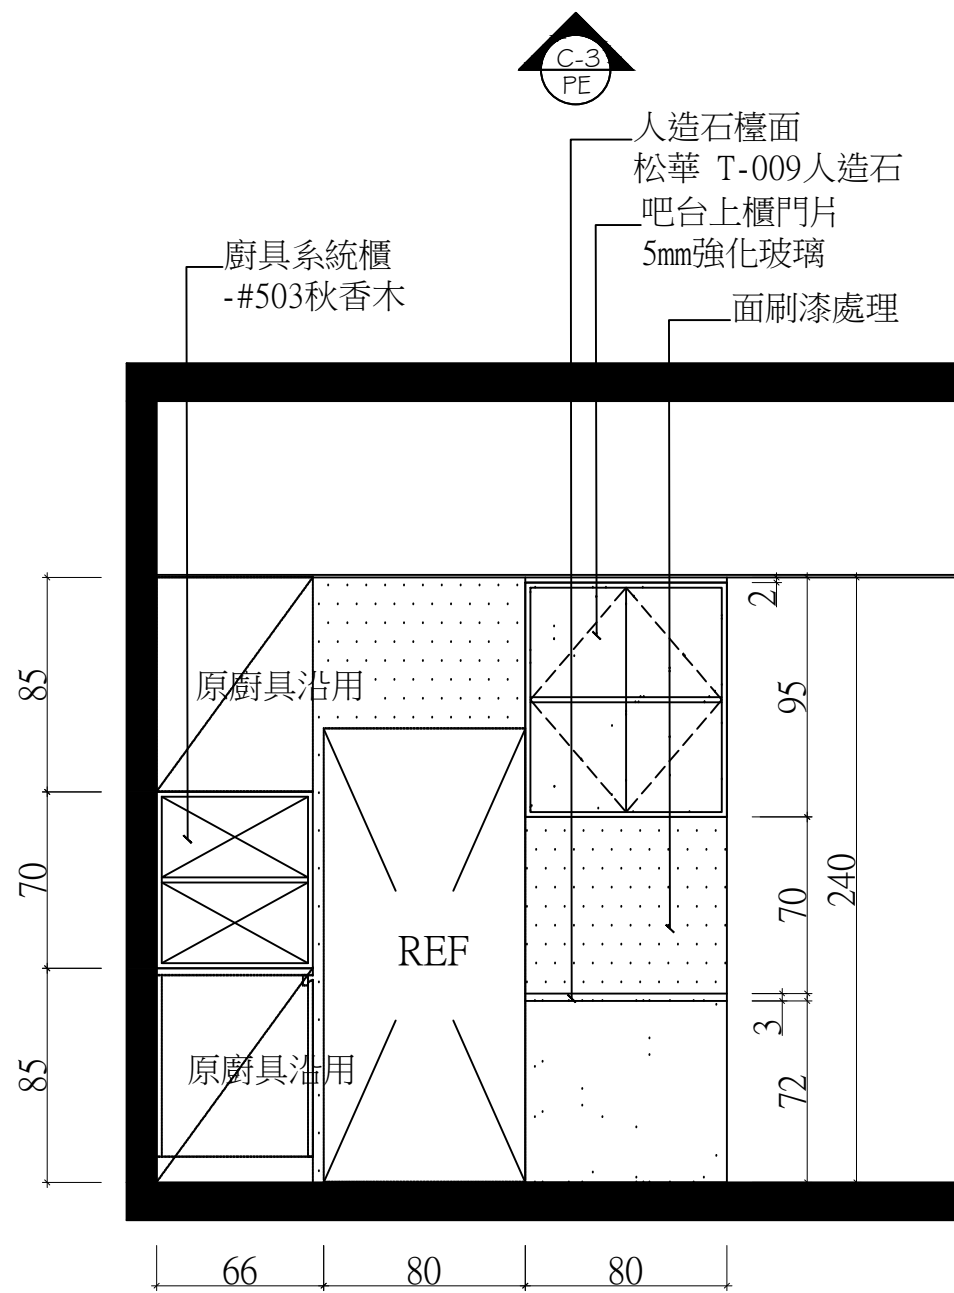 C-3
PE
人造石檯面
松華 T-009人造石
吧台上櫃門片
5mm強化玻璃
廚具系統櫃
-#503秋香木
面刷漆處理
2
原廚具沿用
85
95
70
240
70
REF
3
原廚具沿用
85
72
66
80
80